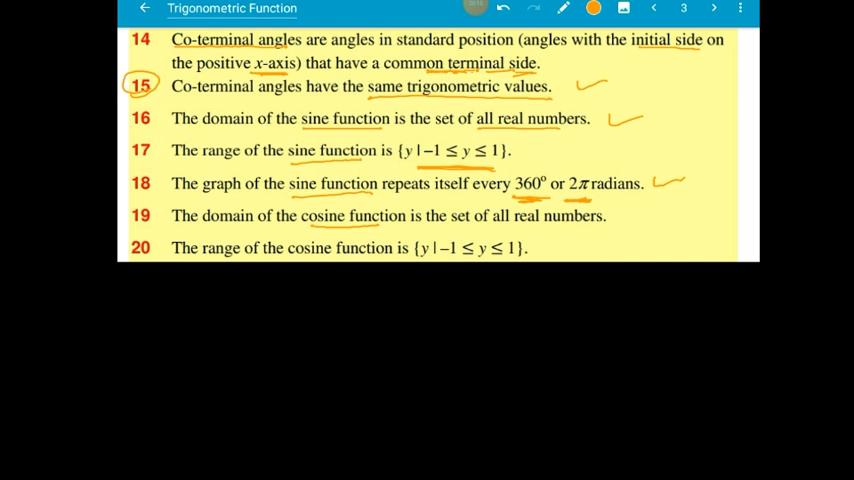 Trigonometric Function
3
14 Co-terminal angles are angles in standard position (angles with the initial side on
the positive x-axis) that have a common terminal side.
15 Co-terminal angles have the same trigonometric values.
16 The domain of the sine function is the set of all real numbers.
17 The range of the sine function is {y | −1 ≤ y ≤ 1}.
18 The graph of the sine function repeats itself every 360° or 2π radians.
19 The domain of the cosine function is the set of all real numbers.
20 The range of the cosine function is {y | −1 ≤ y ≤ 1}.